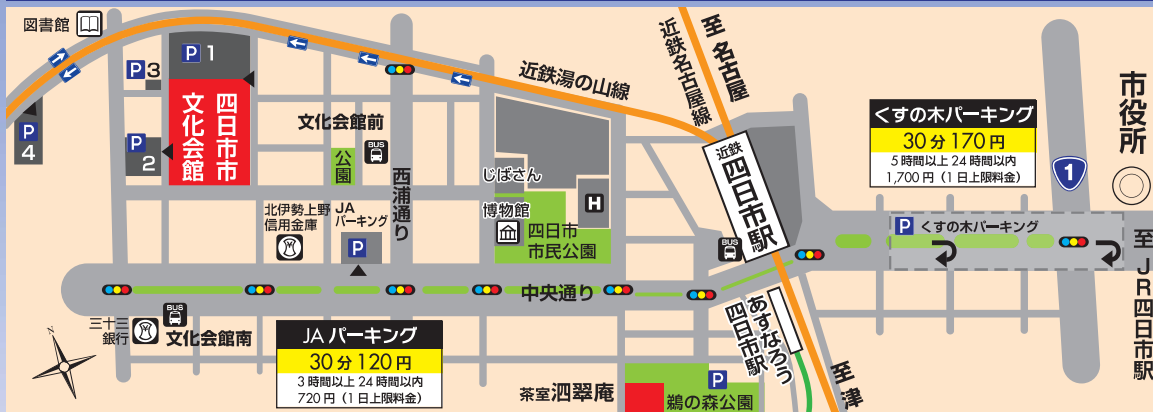 図書館
P 1
P 3
P
2
P
4
四日市市
文化会館
近鉄湯の山線
近鉄名古屋線
至 名古屋
文化会館前
BUS
公園
西浦通り
北伊勢上野
信用金庫
JA
パーキング
P
じばさん
博物館
四日市
市民公園
H
近鉄
四日市駅
BUS
くすの木パーキング
30分170円
5時間以上24時間以内
1,700円（1日上限料金）
市役所
1
P くすの木パーキング
至 JR四日市駅
中央通り
三十三
銀行
BUS
文化会館南
N
JAパーキング
30分120円
3時間以上24時間以内
720円（1日上限料金）
あすなろう
四日市駅
至 津
茶室 泗翠庵
P
鵜の森公園